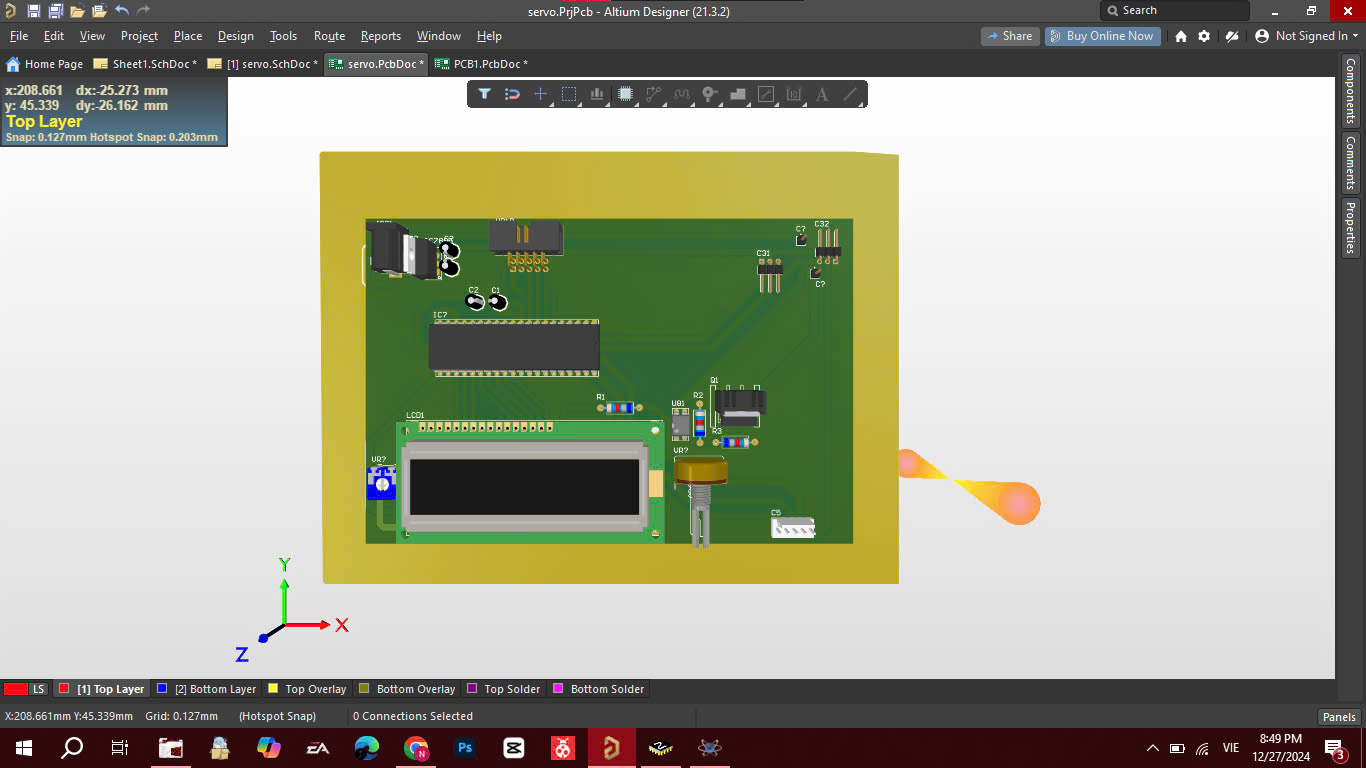 servo.PrjPcb - Altium Designer (21.3.2)
Search
File Edit View Project Place Design Tools Route Reports Window Help
Share
Buy Online Now
Not Signed In
Home Page
Sheet1.SchDoc *
[1] servo.SchDoc *
servo.PcbDoc *
PCB1.PcbDoc *
x:208.661 dx:-25.273 mm
y: 45.339 dy:-26.162 mm
Top Layer
Snap: 0.127mm Hotspot Snap: 0.203mm
Components
Comments
Properties
C?
C32
C31
C?
C2
C1
IC7
R1
Q1
R2
U81
R3
LCD1
VR?
VR?
C5
Y
X
Z
LS
[1] Top Layer
[2] Bottom Layer
Top Overlay
Bottom Overlay
Top Solder
Bottom Solder
X:208.661mm Y:45.339mm Grid: 0.127mm (Hotspot Snap)
0 Connections Selected
Panels
EA
N
Ps
VIE
8:49 PM
12/27/2024
3